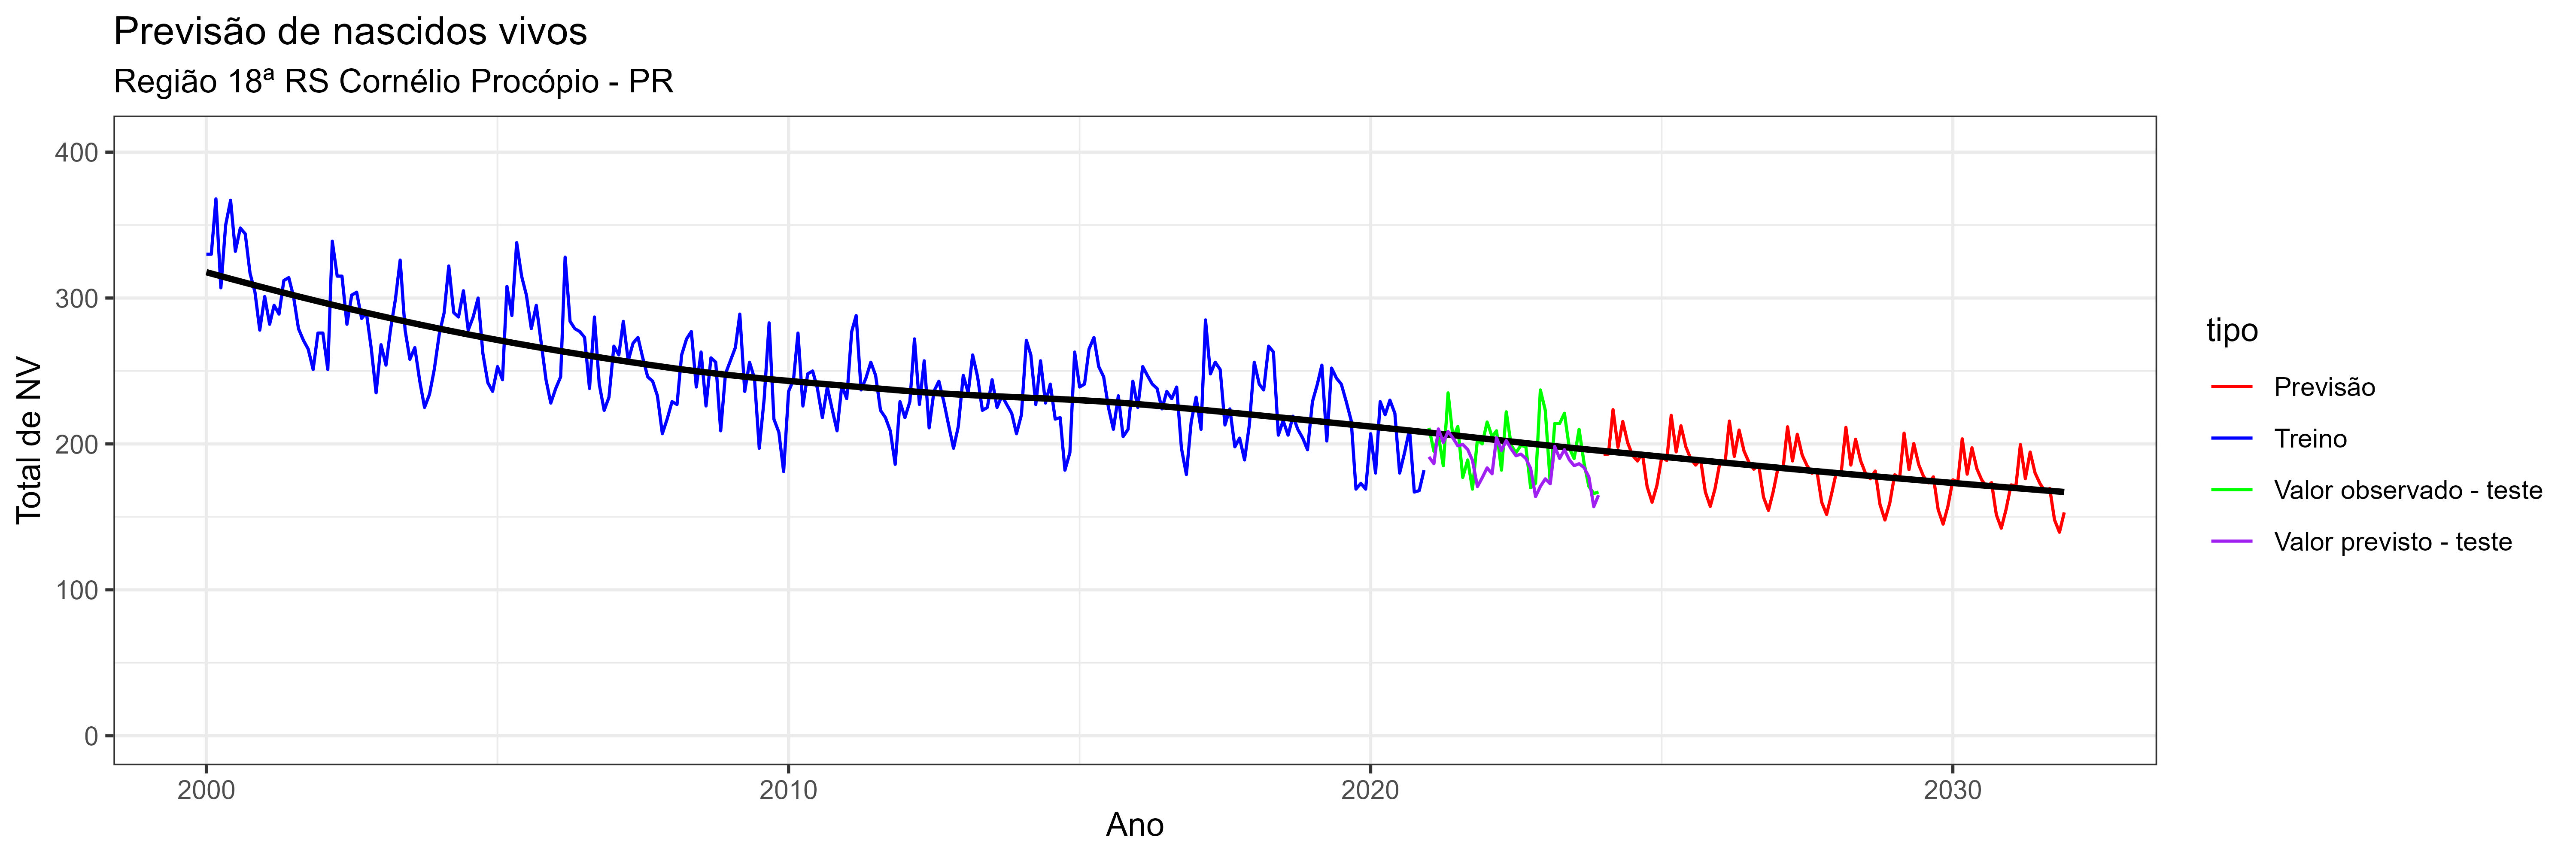 Previsão de nascidos vivos
Região 18ª RS Cornélio Procópio - PR
Total de NV
400
300
200
100
0
2000
2010
2020
2030
Ano
tipo
Previsão
Treino
Valor observado - teste
Valor previsto - teste